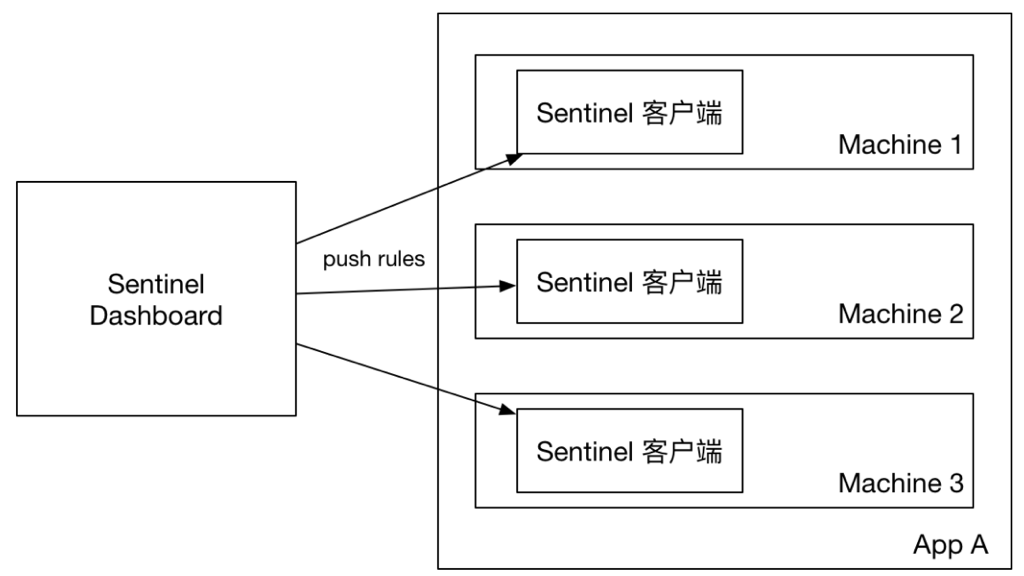 Sentinel
Dashboard
push rules
Sentinel 客户端
Machine 1
Sentinel 客户端
Machine 2
Sentinel 客户端
Machine 3
App A